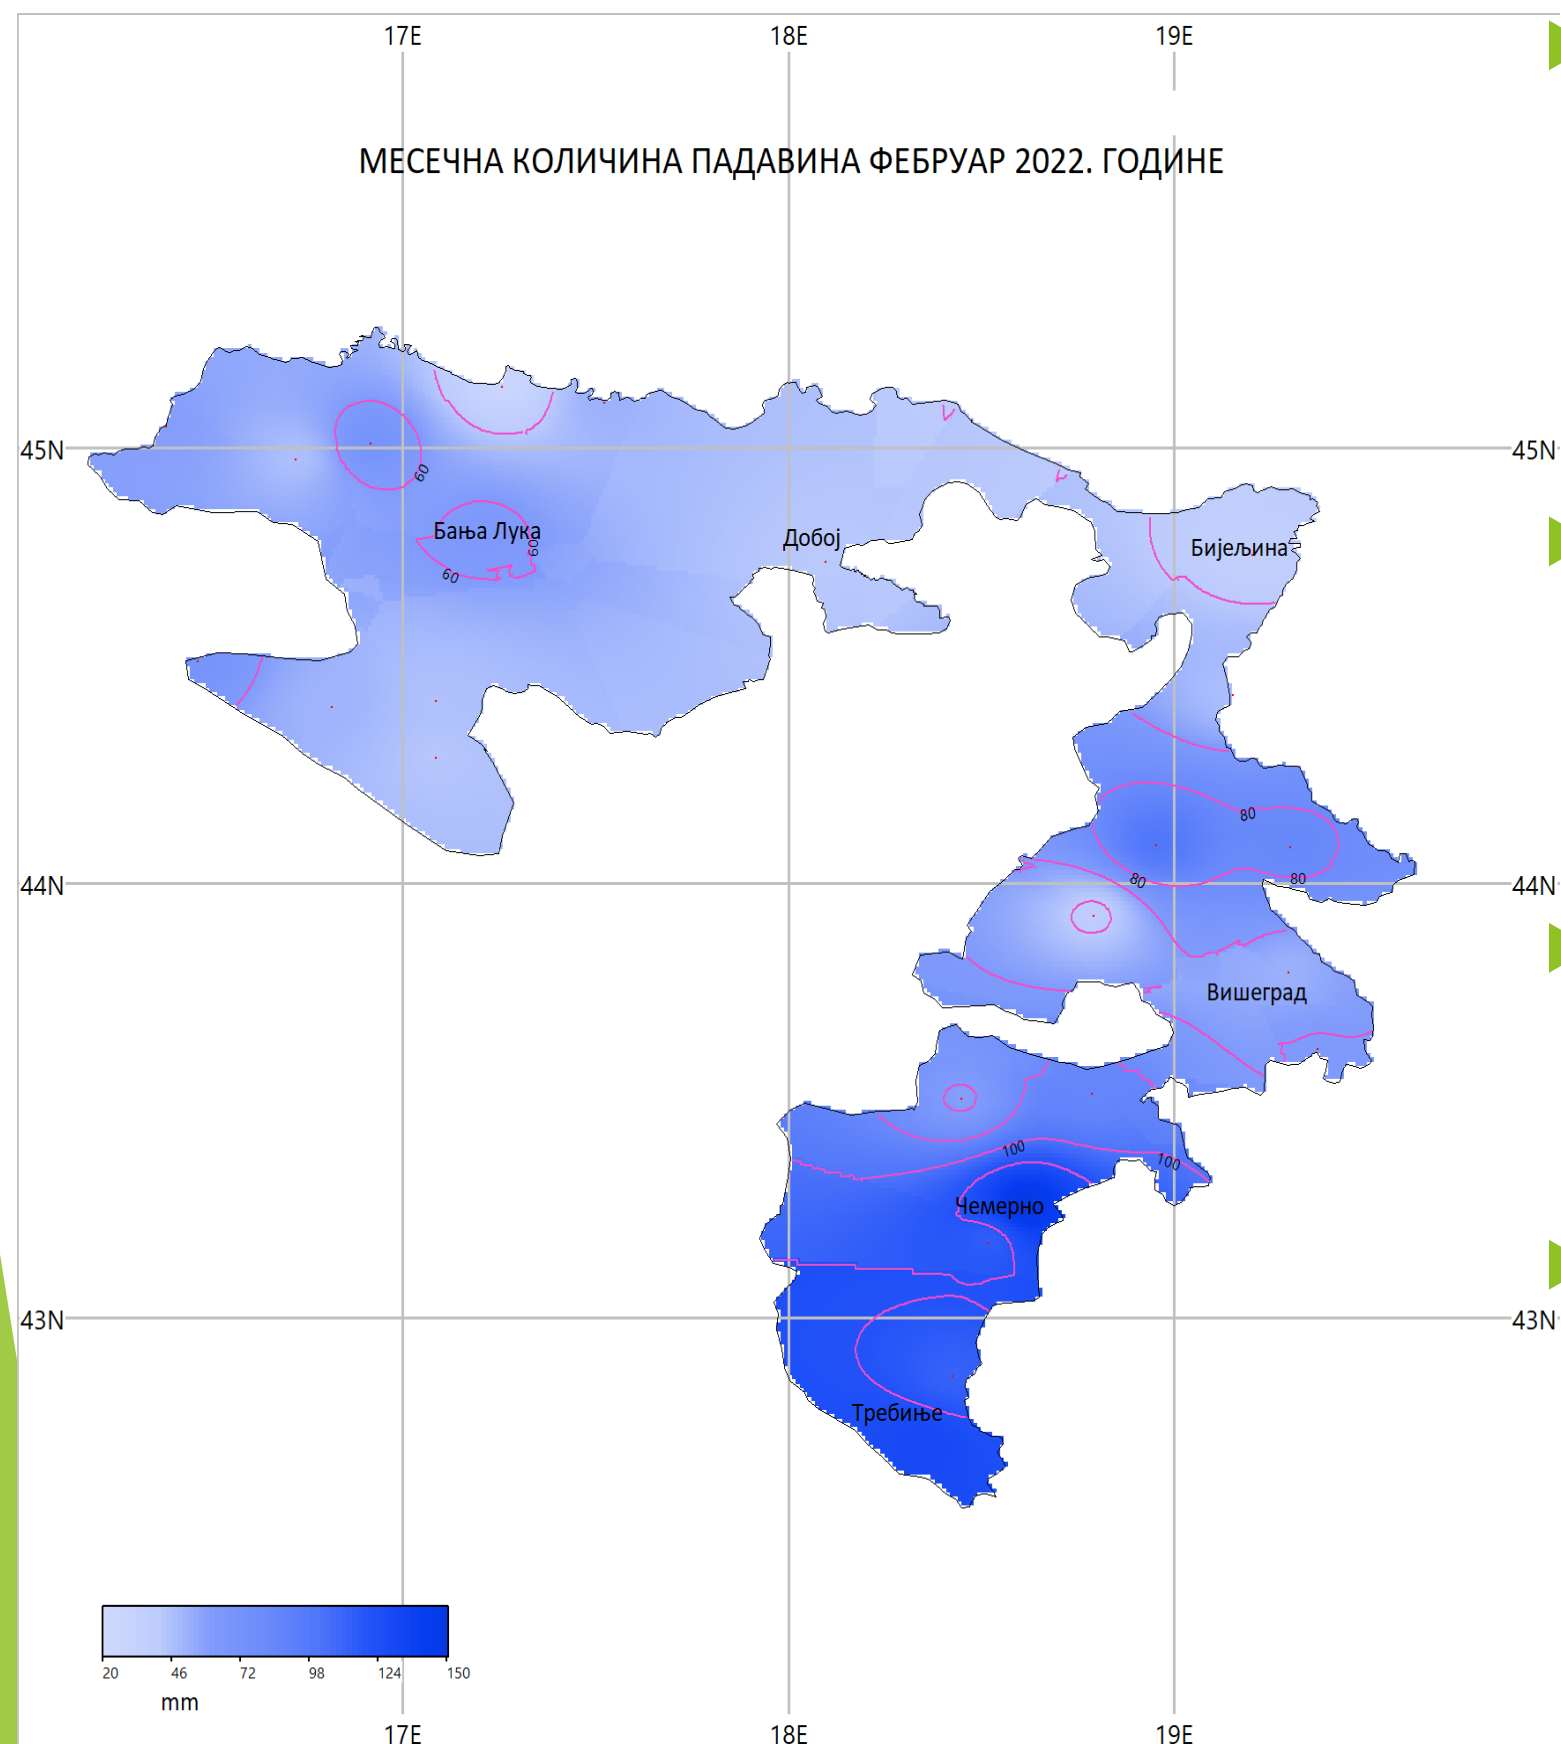 17E 18E 19E
МЕСЕЧНА КОЛИЧИНА ПАДАВИНА ФЕБРУАР 2022. ГОДИНЕ
45N 45N
60
Бања Лука
60
60
Добој
Бијељина
80
80
80
44N 44N
Вишеград
100
100
Чемерно
43N 43N
Требиње
20 46 72 98 124 150
mm
17E 18E 19E